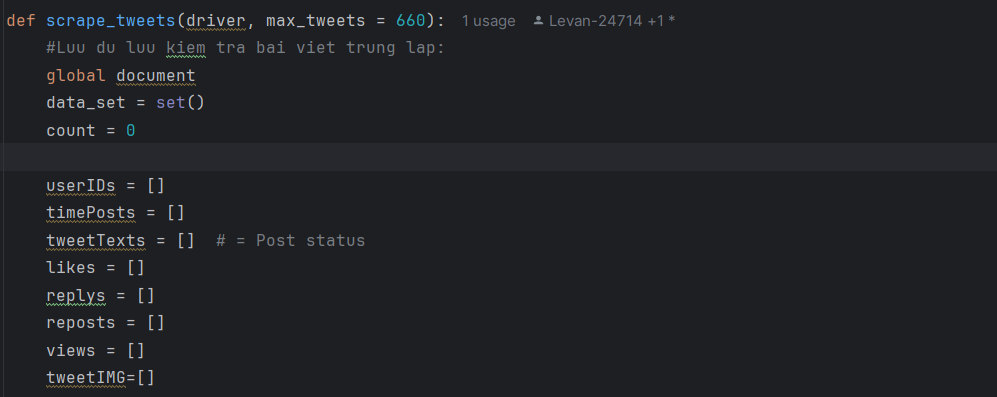 def scrape_tweets(driver, max_tweets = 660): 1 usage Levan-24714 +1 *
#Luu du luu kiem tra bai viet trung lap:
global document
data_set = set()
count = 0
userIDs = []
timePosts = []
tweetTexts = [] # = Post status
likes = []
replys = []
reposts = []
views = []
tweetIMG=[]